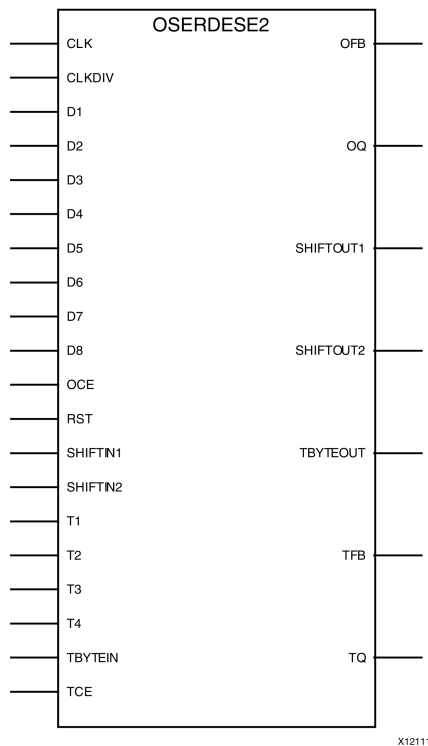 OSERDESE2
CLK
CLKDIV
D1
D2
D3
D4
D5
D6
D7
D8
OCE
RST
SHIFTIN1
SHIFTIN2
T1
T2
T3
T4
TBYTEIN
TCE
OFB
OQ
SHIFTOUT1
SHIFTOUT2
TBYTEOUT
TFB
TQ
X12111